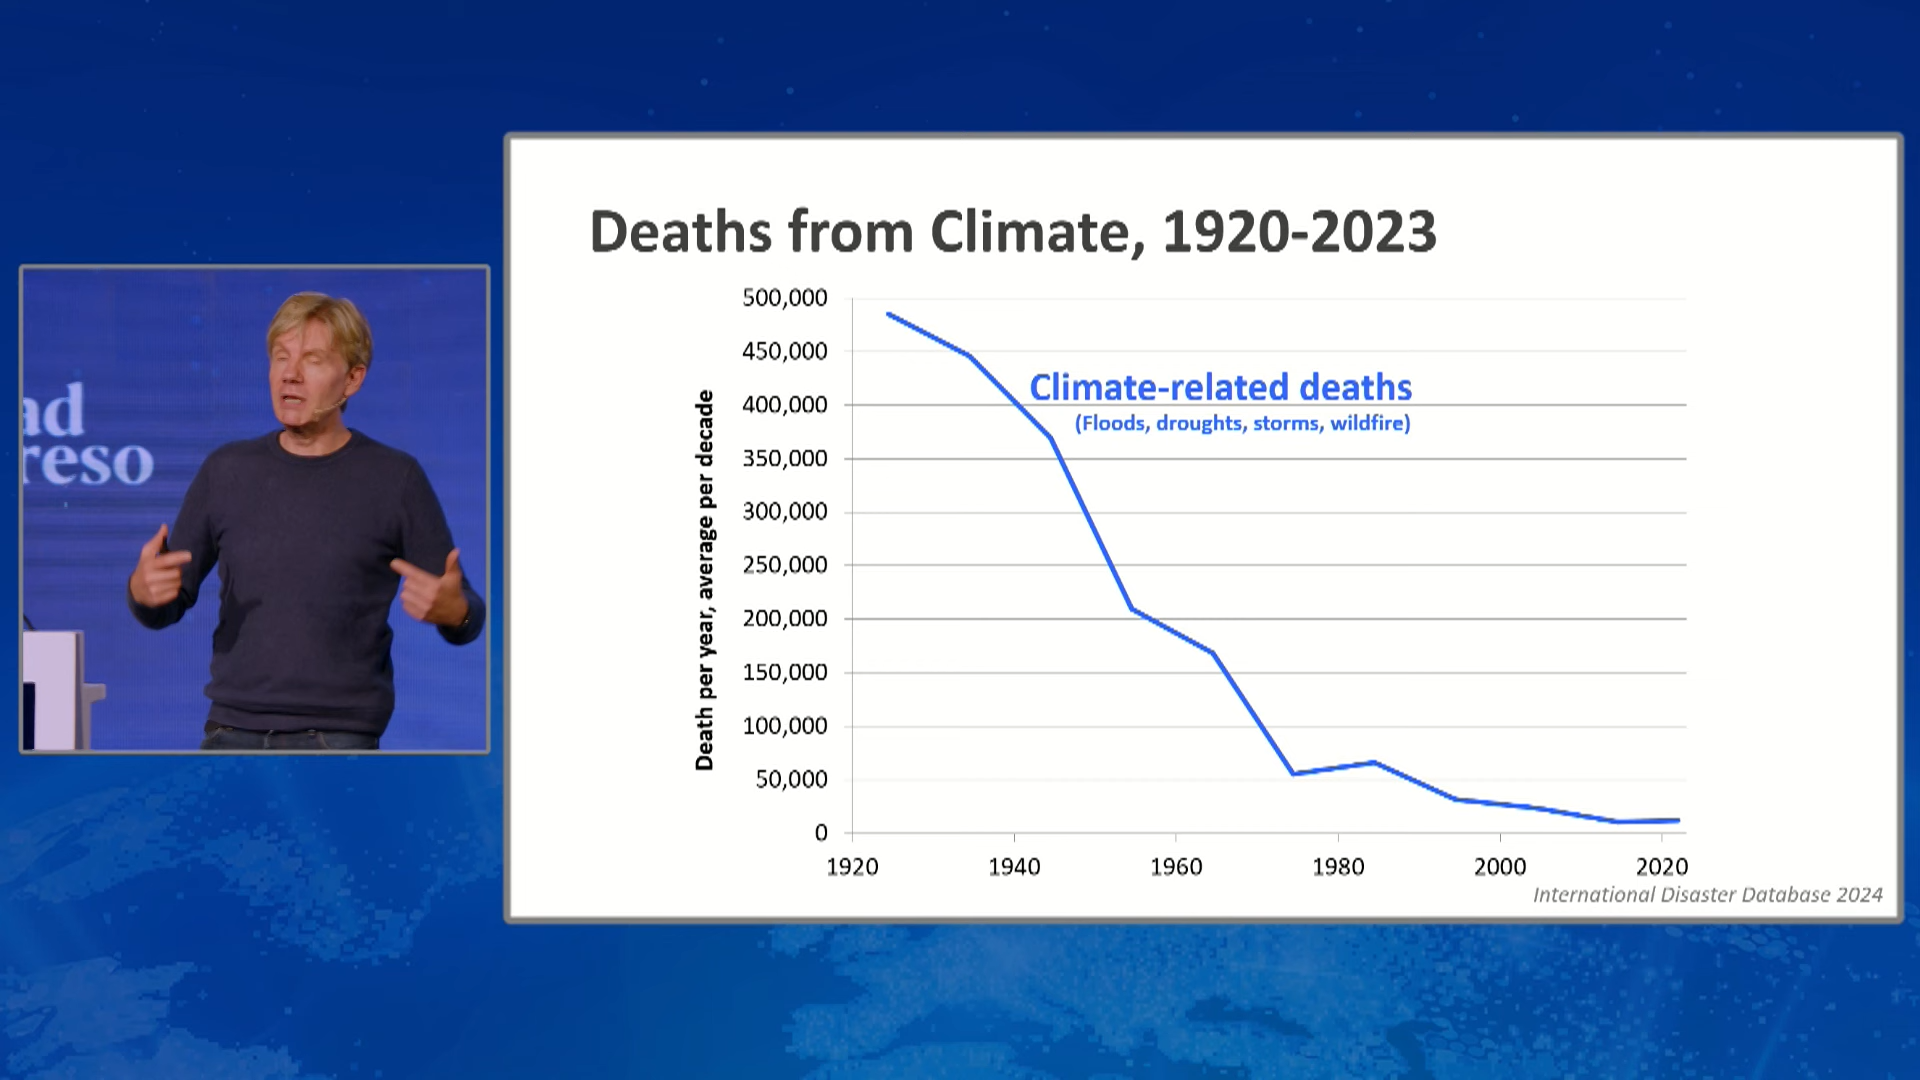 ad
reso
Deaths from Climate, 1920-2023
Death per year, average per decade
500,000
450,000
400,000
350,000
300,000
250,000
200,000
150,000
100,000
50,000
0
Climate-related deaths
(Floods, droughts, storms, wildfire)
1920 1940 1960 1980 2000 2020
International Disaster Database 2024